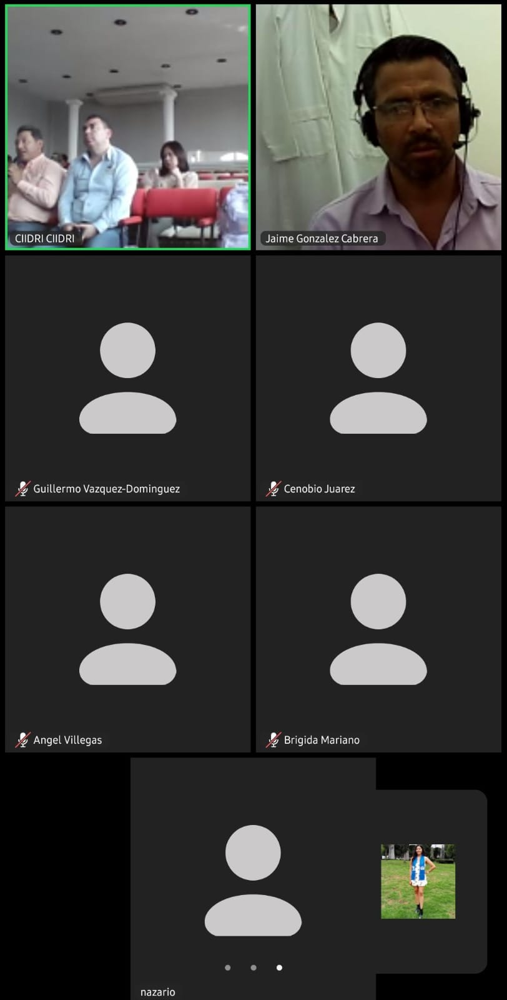 CIIDRI CIIDRI
Jaime Gonzalez Cabrera
Guillermo Vazquez-Dominguez
Cenobio Juarez
Angel Villegas
Brigida Mariano
nazario